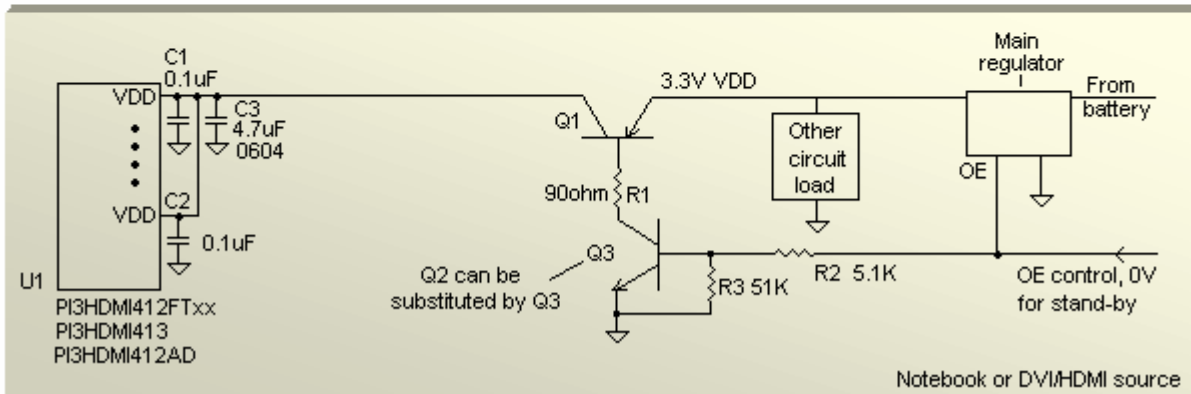 C1
0.1uF
VDD
C3
4.7uF
0604
VDD
C2
0.1uF
U1
PI3HDMI412FTxx
PI3HDMI413
PI3HDMI412AD
Q1
3.3V VDD
90ohm
R1
Q3
Q2 can be
substituted by Q3
R3 51K
R2 5.1K
Other
circuit
load
Main
regulator
From
battery
OE
OE control, 0V
for stand-by
Notebook or DVI/HDMI source